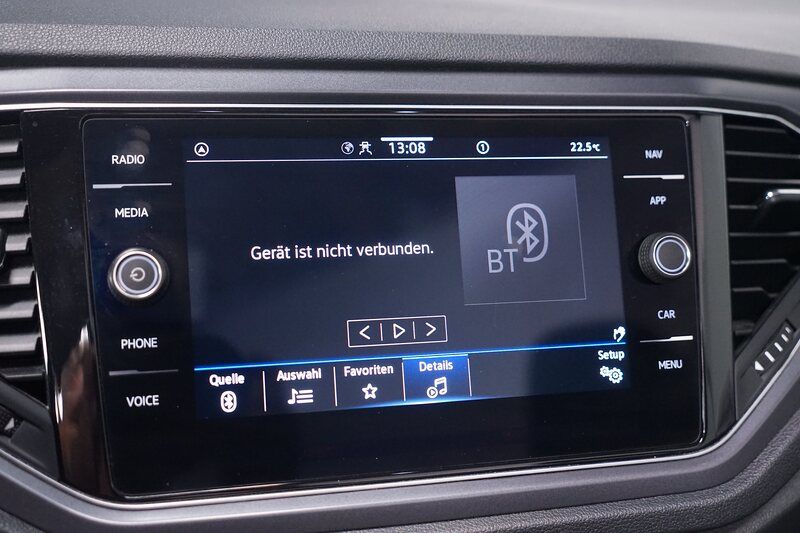 RADIO
MEDIA
PHONE
VOICE
13:08
1
22.5°C
Gerät ist nicht verbunden.
BT
Quelle
Auswahl
Favoriten
Details
Setup
NAV
APP
CAR
MENU